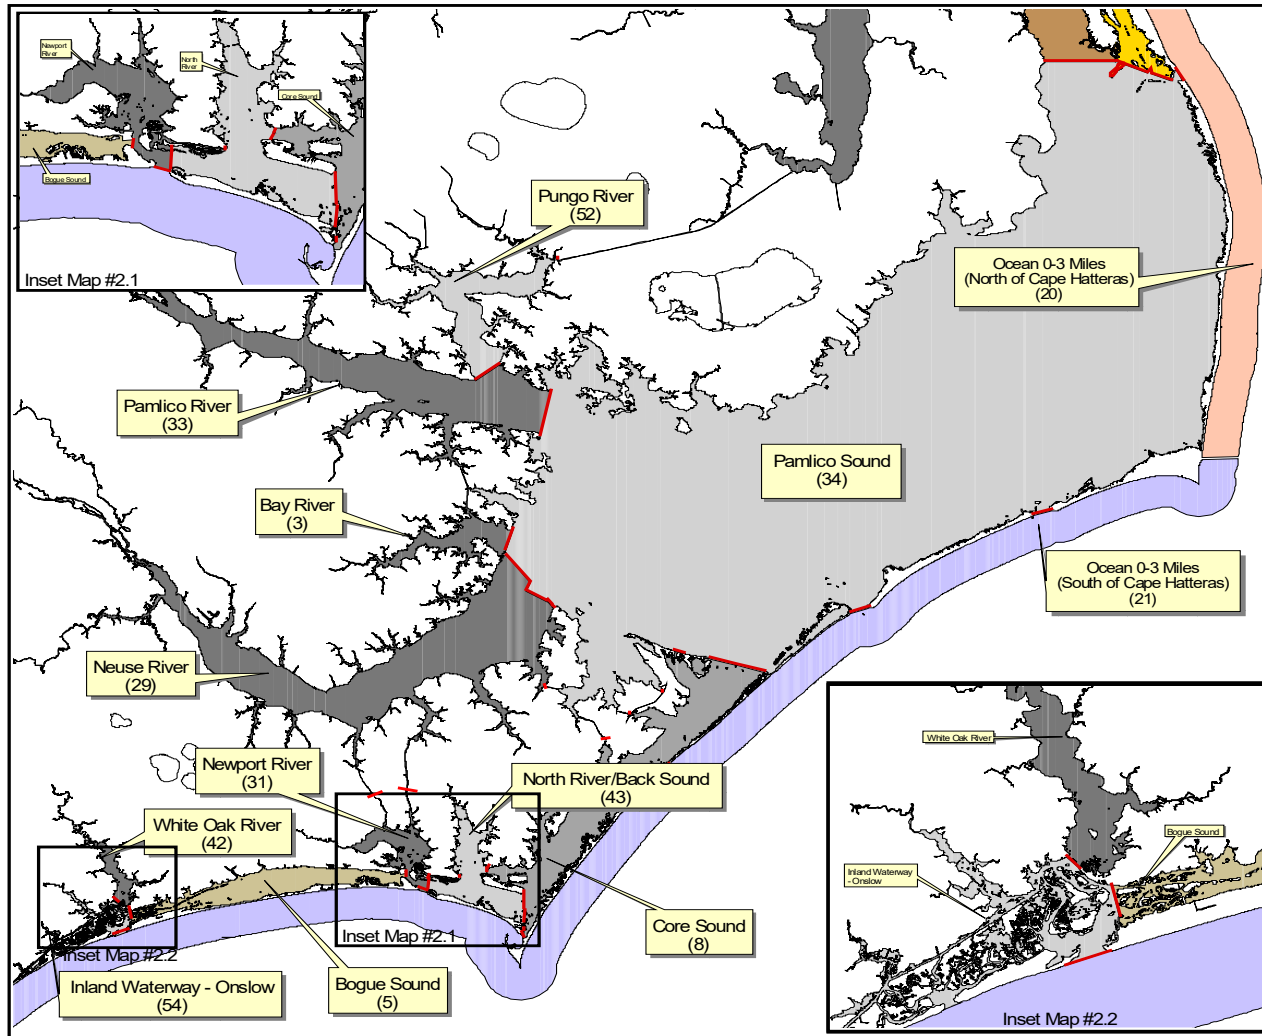 Newport
River
North
River
Core Sound
Bogue Sound
Inset Map #2.1
Pungo River
(52)
Ocean 0-3 Miles
(North of Cape Hatteras)
(20)
Pamlico River
(33)
Pamlico Sound
(34)
Bay River
(3)
Ocean 0-3 Miles
(South of Cape Hatteras)
(21)
Neuse River
(29)
Newport River
(31)
North River/Back Sound
(43)
White Oak River
(42)
Core Sound
(8)
Inset Map #2.1
Inset Map #2.2
Inland Waterway - Onslow
(54)
Bogue Sound
(5)
White Oak River
Bogue Sound
Inland Waterway
- Onslow
Inset Map #2.2